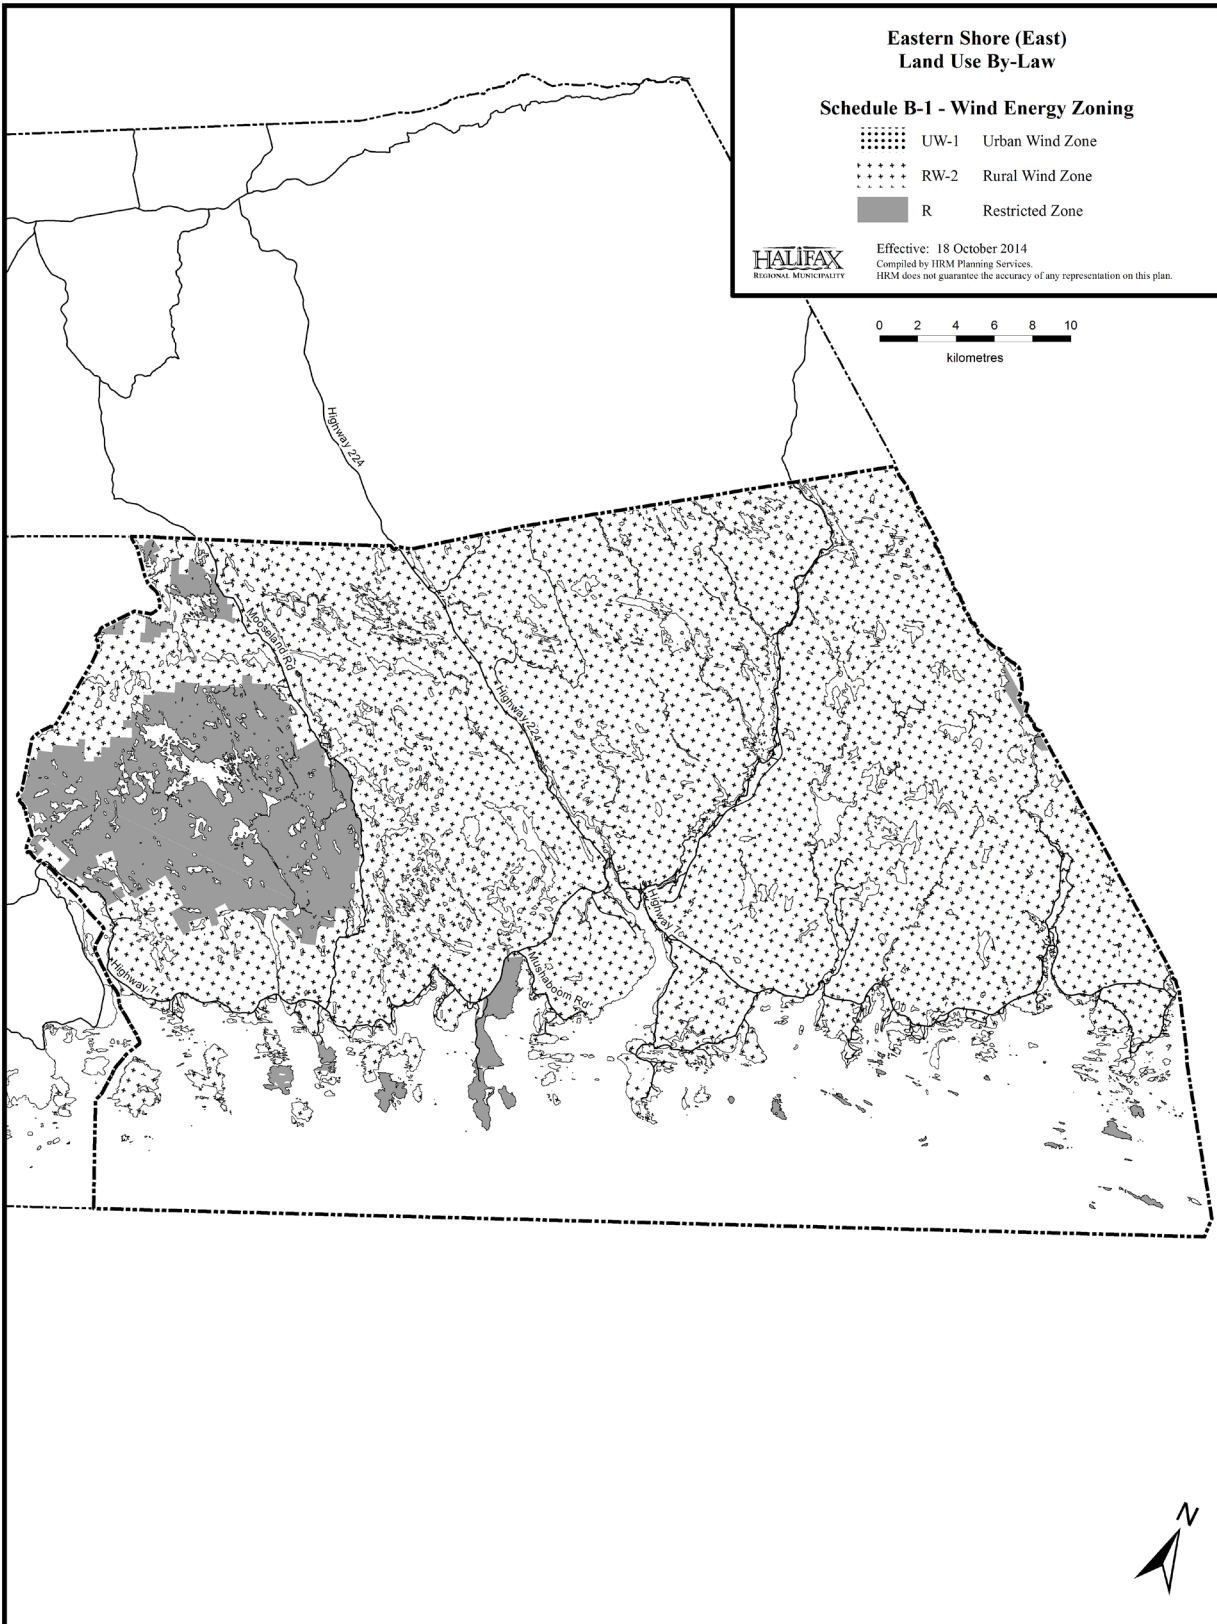 Eastern Shore (East)
Land Use By-Law
Schedule B-1 - Wind Energy Zoning
UW-1 Urban Wind Zone
RW-2 Rural Wind Zone
R Restricted Zone
HALIFAX
REGIONAL MUNICIPALITY
Effective: 18 October 2014
Compiled by HRM Planning Services.
HRM does not guarantee the accuracy of any representation on this plan.
0 2 4 6 8 10
kilometres
Highway 224
Mooseland Rd
Highway 224
Highway 7
Highway 7
Mushaboom Rd
N